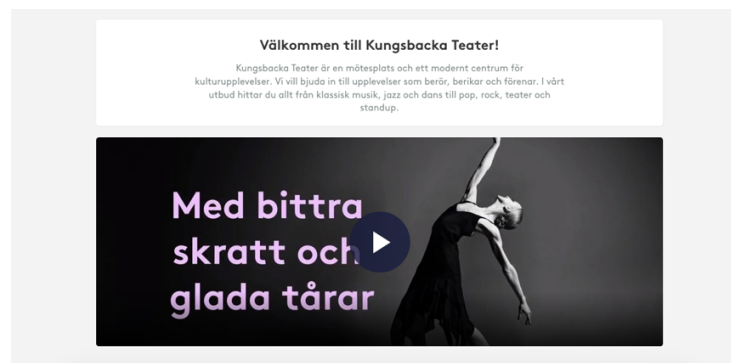 Välkommen till Kungsbacka Teater!
Kungsbacka Teater är en mötesplats och ett modernt centrum för
kulturupplevelser. Vi vill bjuda in till upplevelser som berör, berikar och förenar. I vårt
utbud hittar du allt från klassisk musik, jazz och dans till pop, rock, teater och
standup.
Med bittra
skratt och
glada tårar